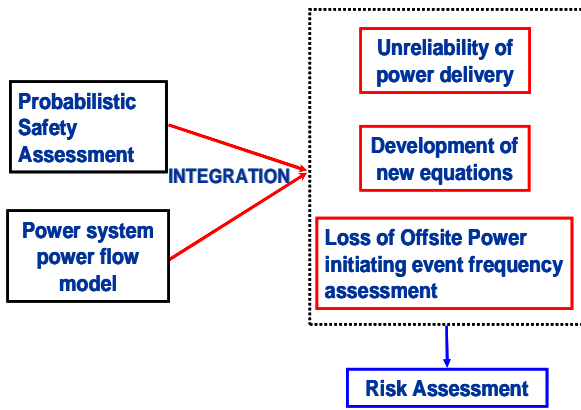 Probabilistic
Safety
Assessment
Power system
power flow
model
INTEGRATION
Unreliability of
power delivery
Development of
new equations
Loss of Offsite Power
initiating event frequency
assessment
Risk Assessment